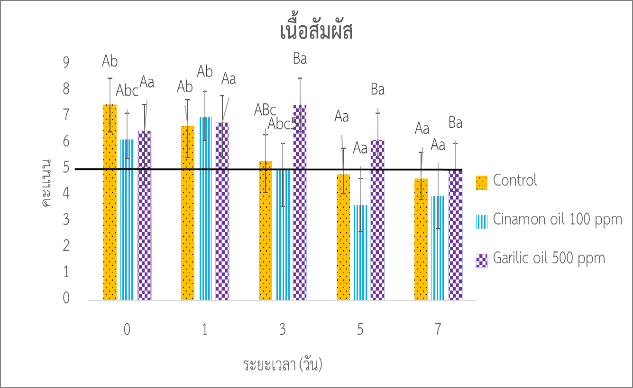 เนื้อสัมผัส
9
8
7
6
5
4
3
2
1
0
คะแนน
Ab Abc Aa
Ab Ab Aa
ABc Abc Ba
Aa Aa Ba
Aa Aa Ba
0 1 3 5 7
ระยะเวลา (วัน)
Control
Cinamon oil 100 ppm
Garilic oil 500 ppm